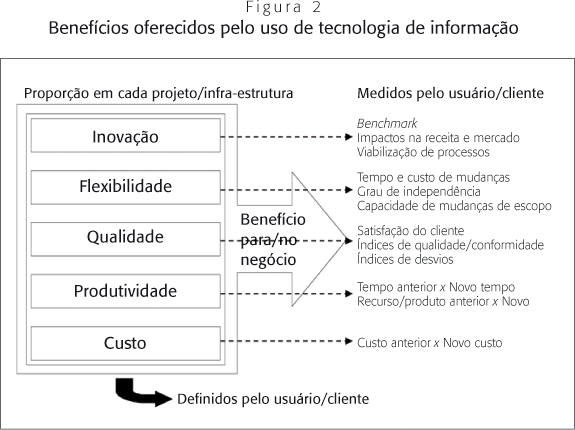 Figura 2
Benefícios oferecidos pelo uso de tecnologia de informação
Proporção em cada projeto/infra-estrutura
Medidos pelo usuário/cliente
Inovação
Benchmark
Impactos na receita e mercado
Viabilização de processos
Flexibilidade
Tempo e custo de mudanças
Grau de independência
Capacidade de mudanças de escopo
Benefício
para/no
negócio
Qualidade
Satisfação do cliente
Índices de qualidade/conformidade
Índices de desvios
Produtividade
Tempo anterior x Novo tempo
Recurso/produto anterior x Novo
Custo
Custo anterior x Novo custo
Definidos pelo usuário/cliente